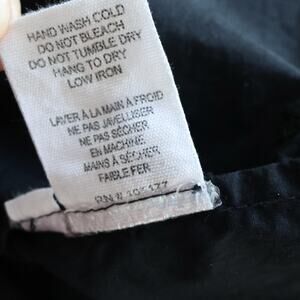 HAND WASH COLD
DO NOT BLEACH
DO NOT TUMBLE DRY
HANG TO DRY
LOW IRON
LAVER À LA MAIN À FROID
NE PAS JAVELLISER
NE PAS SÉCHER
EN MACHINE
MAINS À SÉCHER
FAIBLE FER
RN #